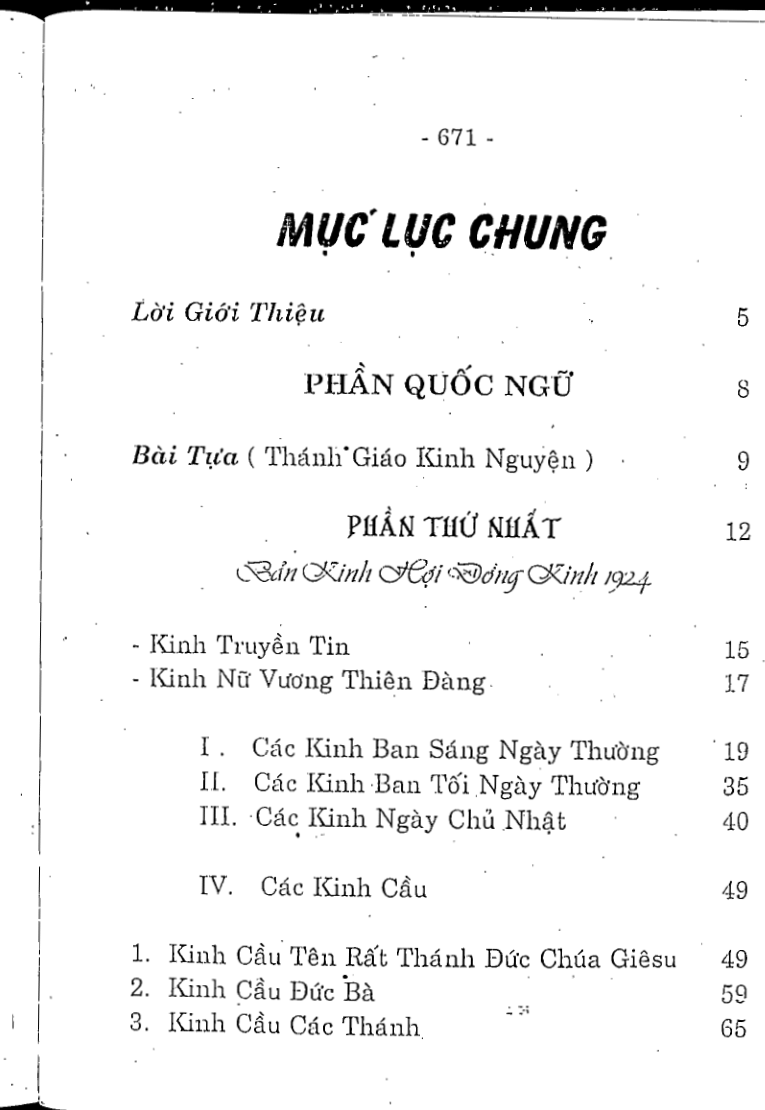 - 671 -
MỤC LỤC CHUNG
Lời Giới Thiệu 5
PHẦN QUỐC NGỮ 8
Bài Tựa ( Thánh Giáo Kinh Nguyện ) 9
PHẦN THỨ NHẤT 12
Bản Kinh Hội Đồng Kinh 1924
- Kinh Truyền Tin 15
- Kinh Nữ Vương Thiên Đàng 17
I . Các Kinh Ban Sáng Ngày Thường 19
II. Các Kinh Ban Tối Ngày Thường 35
III. Các Kinh Ngày Chủ Nhật 40
IV. Các Kinh Cầu 49
1. Kinh Cầu Tên Rất Thánh Đức Chúa Giêsu 49
2. Kinh Cầu Đức Bà 59
3. Kinh Cầu Các Thánh 65